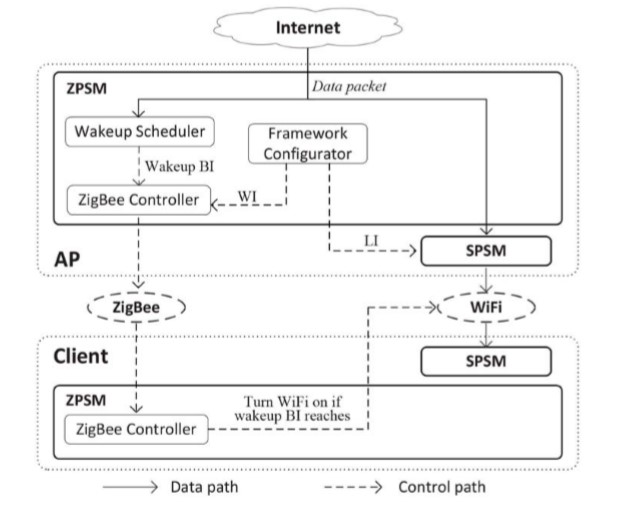 Internet
ZPSM
Data packet
Wakeup Scheduler
Framework
Configurator
Wakeup BI
ZigBee Controller
WI
LI
SPSM
AP
ZigBee
WiFi
Client
SPSM
ZPSM
Turn WiFi on if
wakeup BI reaches
ZigBee Controller
Data path
Control path